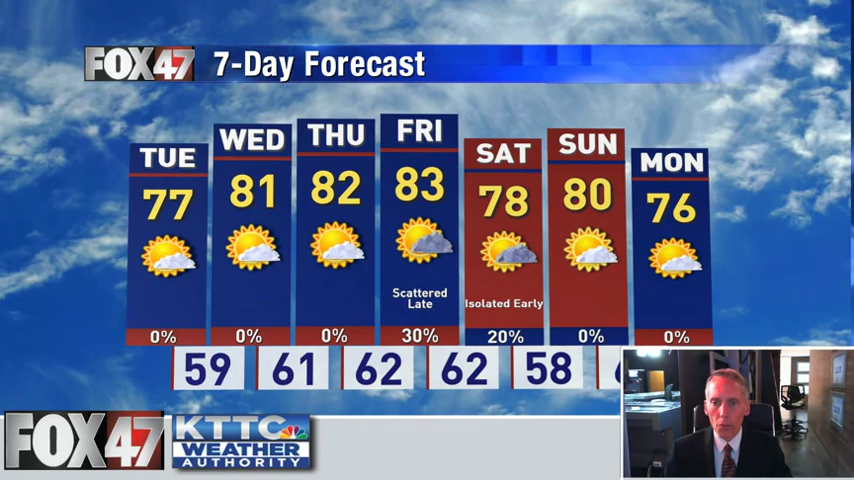 FOX47 7-Day Forecast
TUE WED THU FRI SAT SUN MON
77 81 82 83 78 80 76
Scattered
Late
Isolated Early
0% 0% 0% 30% 20% 0% 0%
59 61 62 62 58
FOX47
KTTC
WEATHER
AUTHORITY